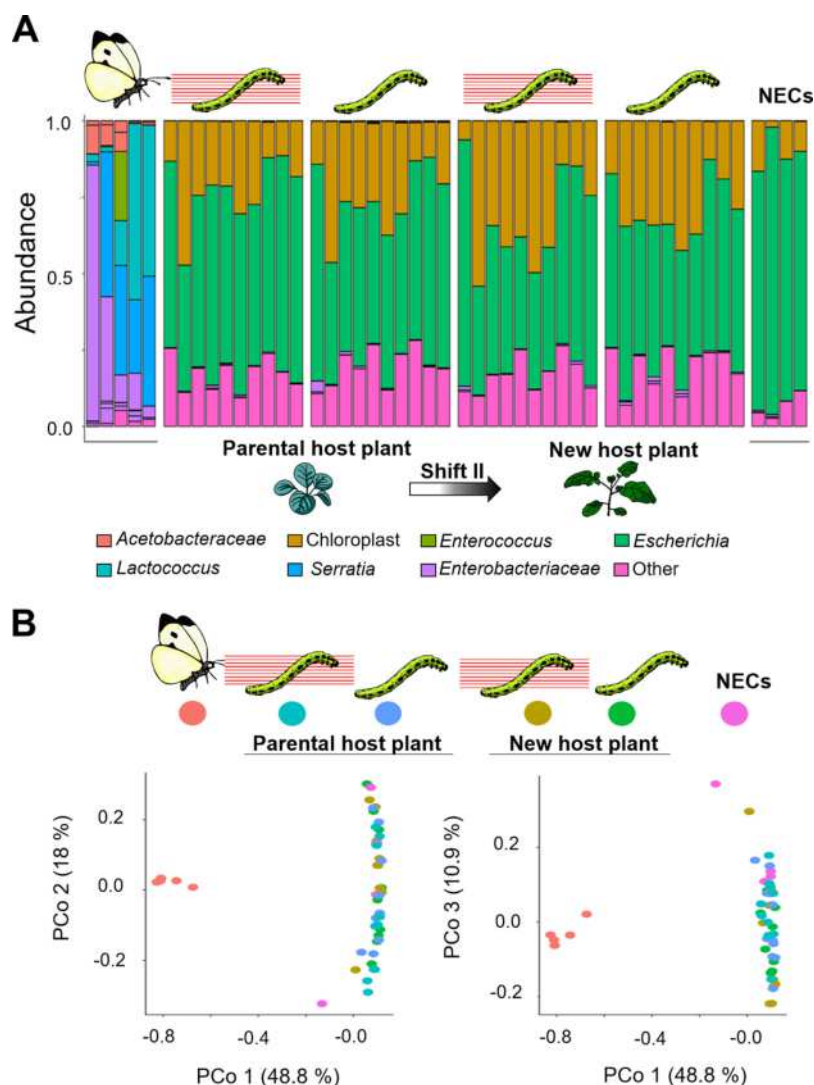 A
NECs
1.0
Abundance
0.5
0.0
Parental host plant
New host plant
Shift II
Acetobacteraceae
Chloroplast
Enterococcus
Escherichia
Lactococcus
Serratia
Enterobacteriaceae
Other
B
NECs
Parental host plant
New host plant
PCo 2 (18 %)
0.2
0.0
-0.2
-0.8
-0.4
-0.0
PCo 1 (48.8 %)
PCo 3 (10.9 %)
0.2
0.0
-0.2
-0.8
-0.4
-0.0
PCo 1 (48.8 %)